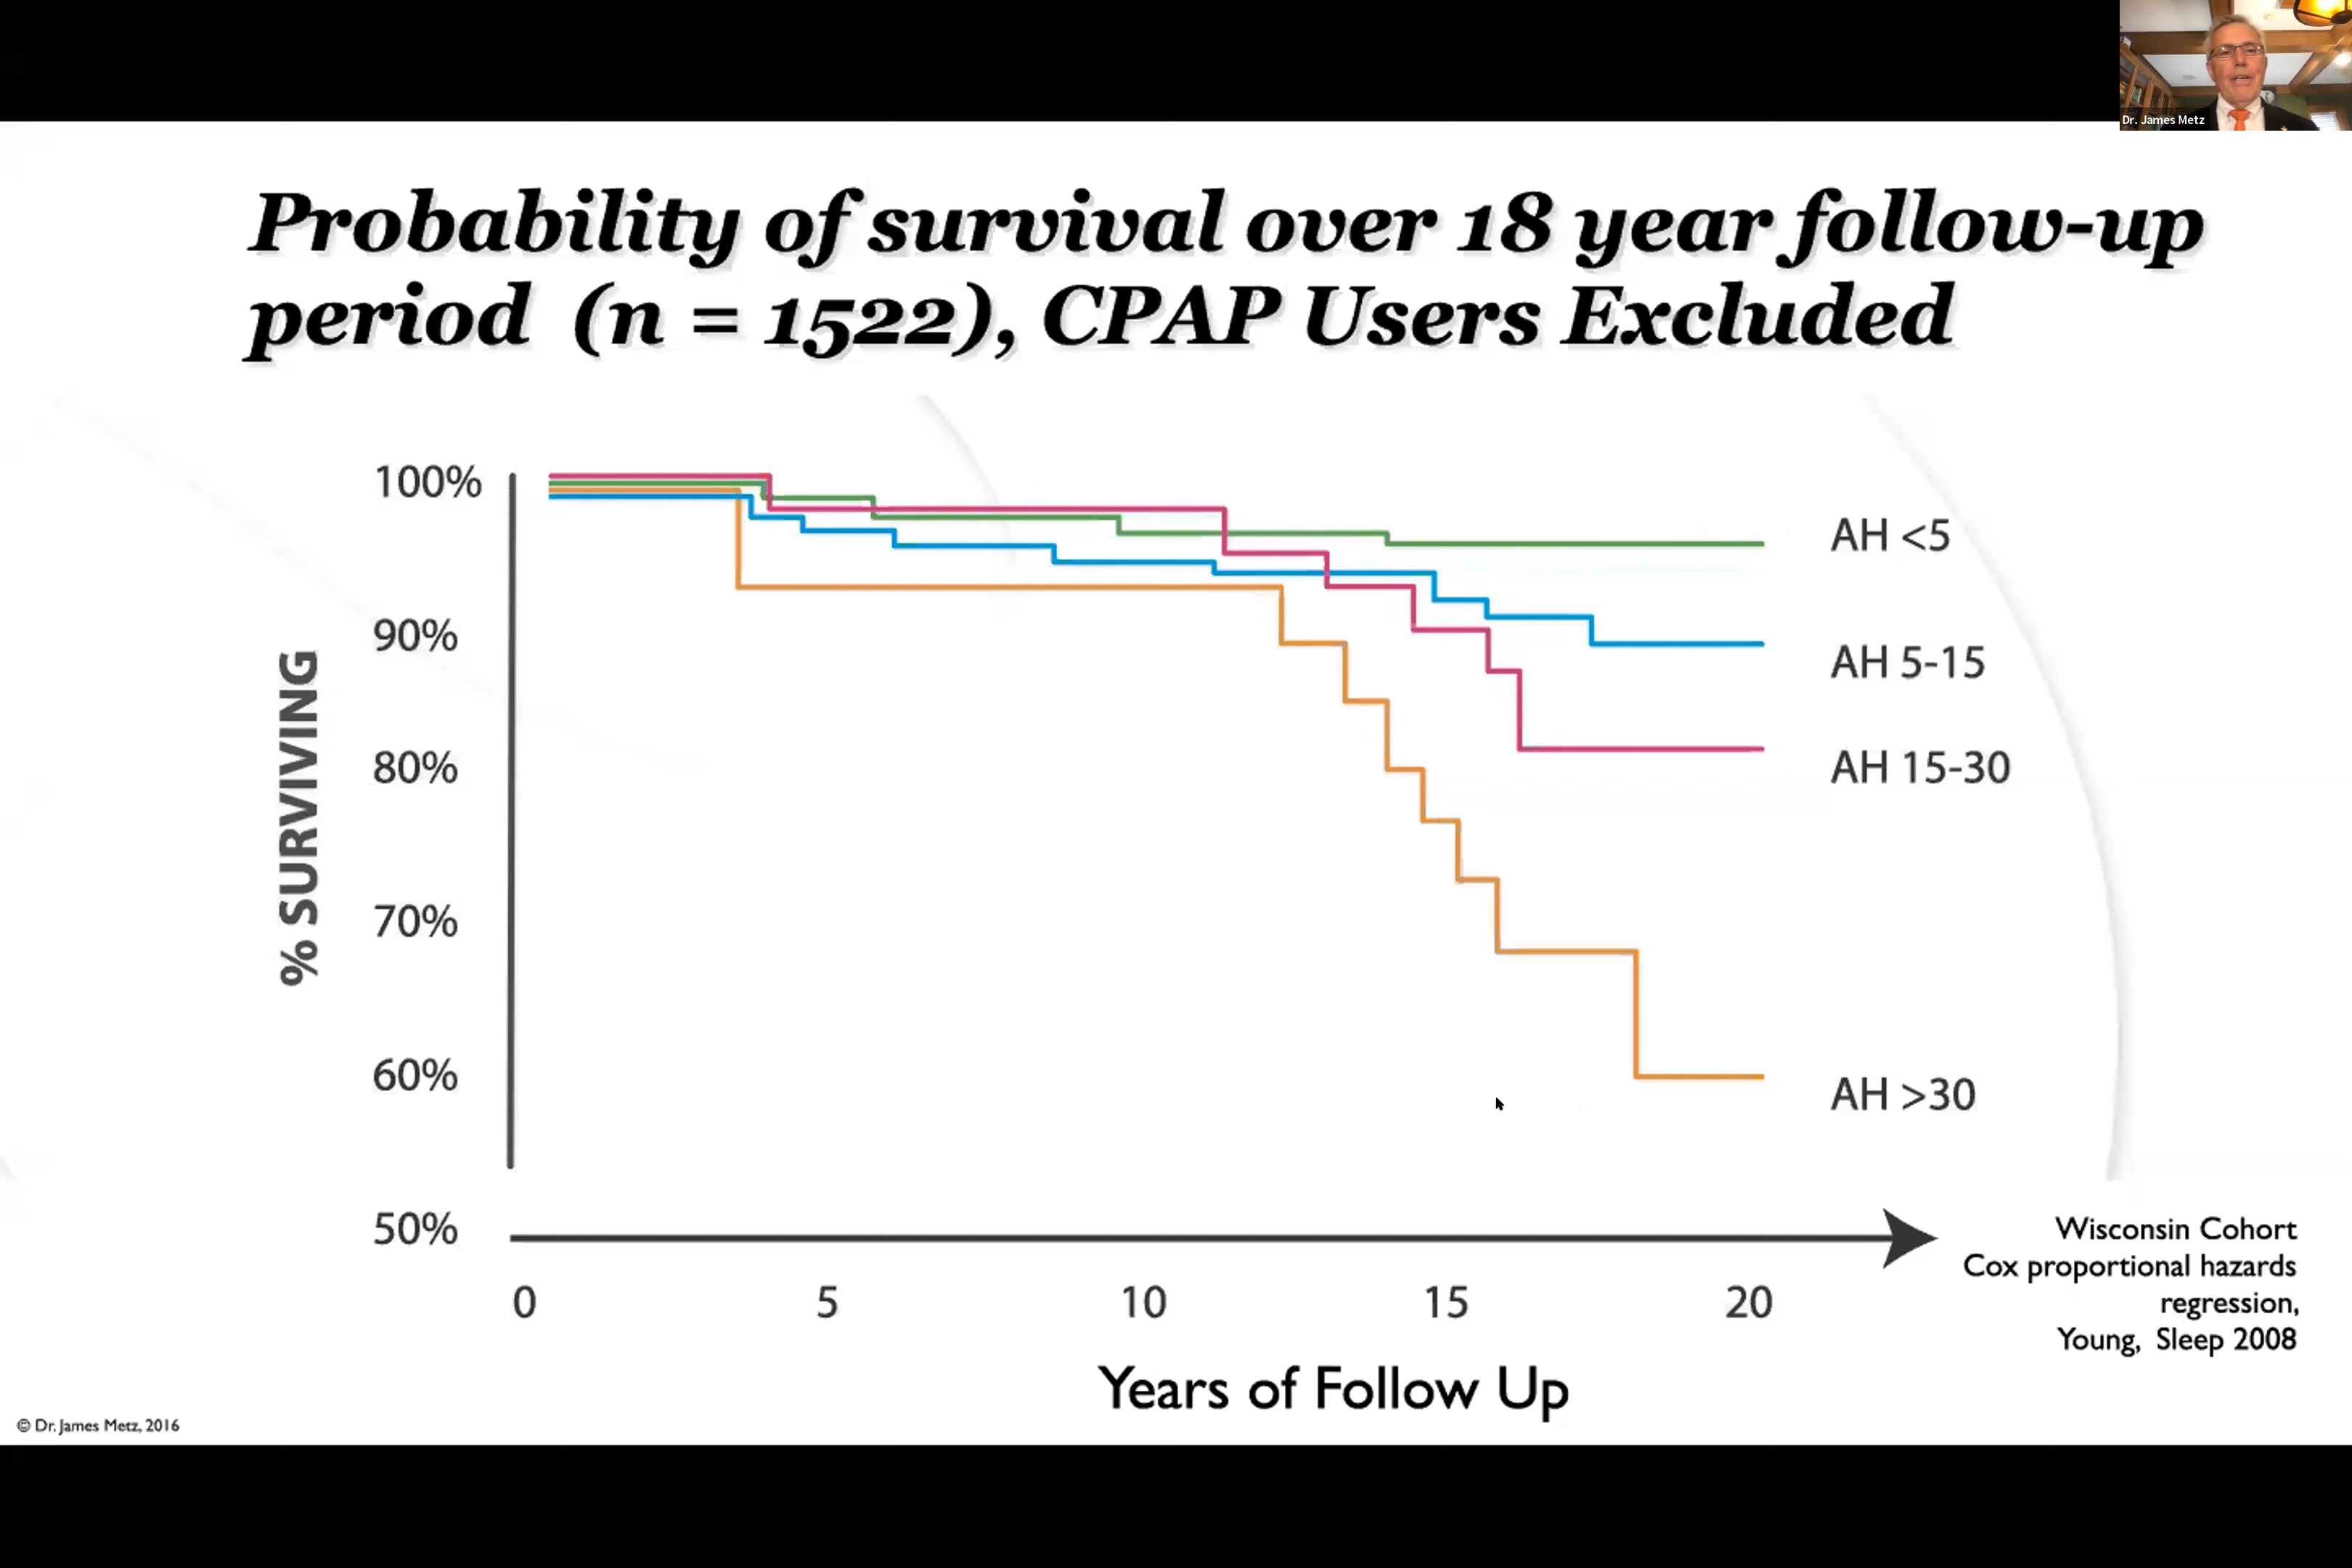 Dr. James Metz
Probability of survival over 18 year follow-up
period (n = 1522), CPAP Users Excluded
100%
90%
80%
70%
60%
50%
% SURVIVING
AH <5
AH 5-15
AH 15-30
AH >30
0 5 10 15 20
Years of Follow Up
Wisconsin Cohort
Cox proportional hazards
regression,
Young, Sleep 2008
© Dr. James Metz, 2016